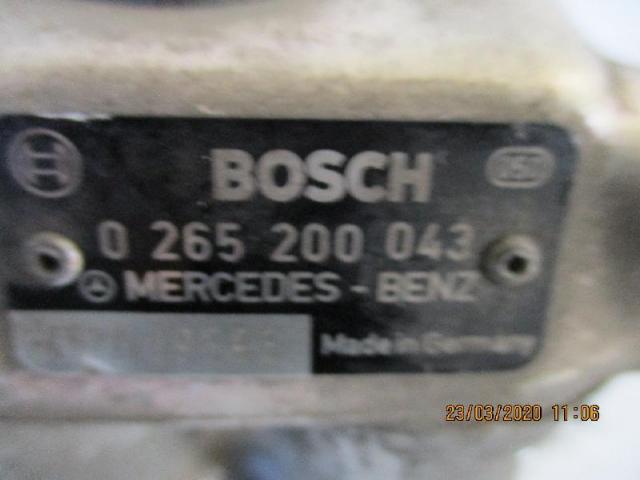 BOSCH
0 265 200 043
MERCEDES-BENZ
Made in Germany
23/03/2020 11:06